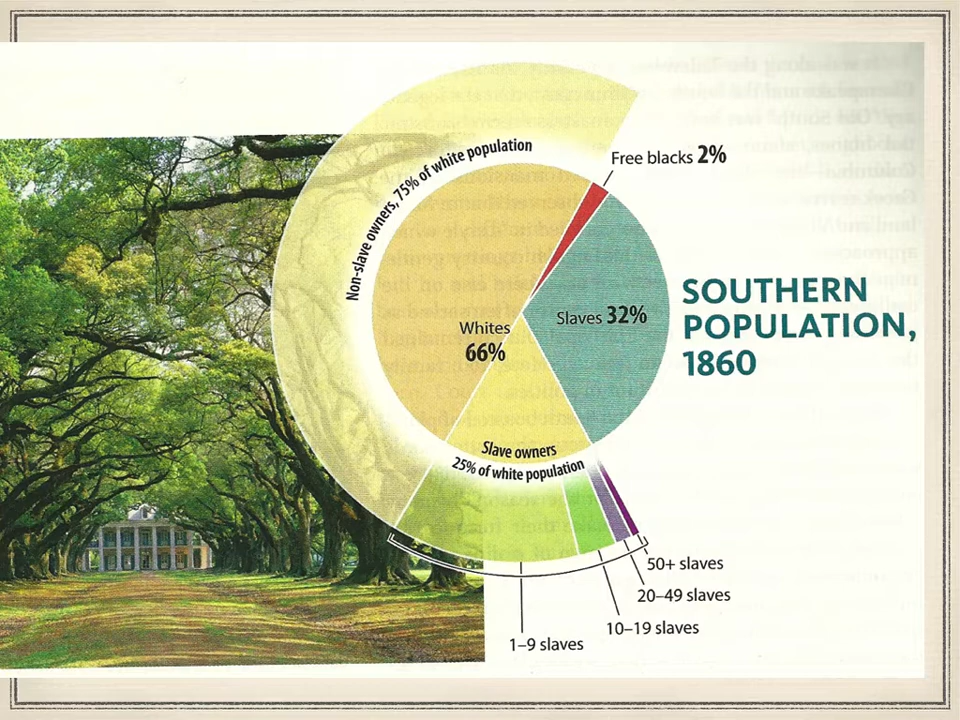 Non-slave owners, 75% of white population
Free blacks 2%
SOUTHERN
POPULATION,
1860
Slaves 32%
Whites
66%
Slave owners
25% of white population
50+ slaves
20–49 slaves
10–19 slaves
1–9 slaves